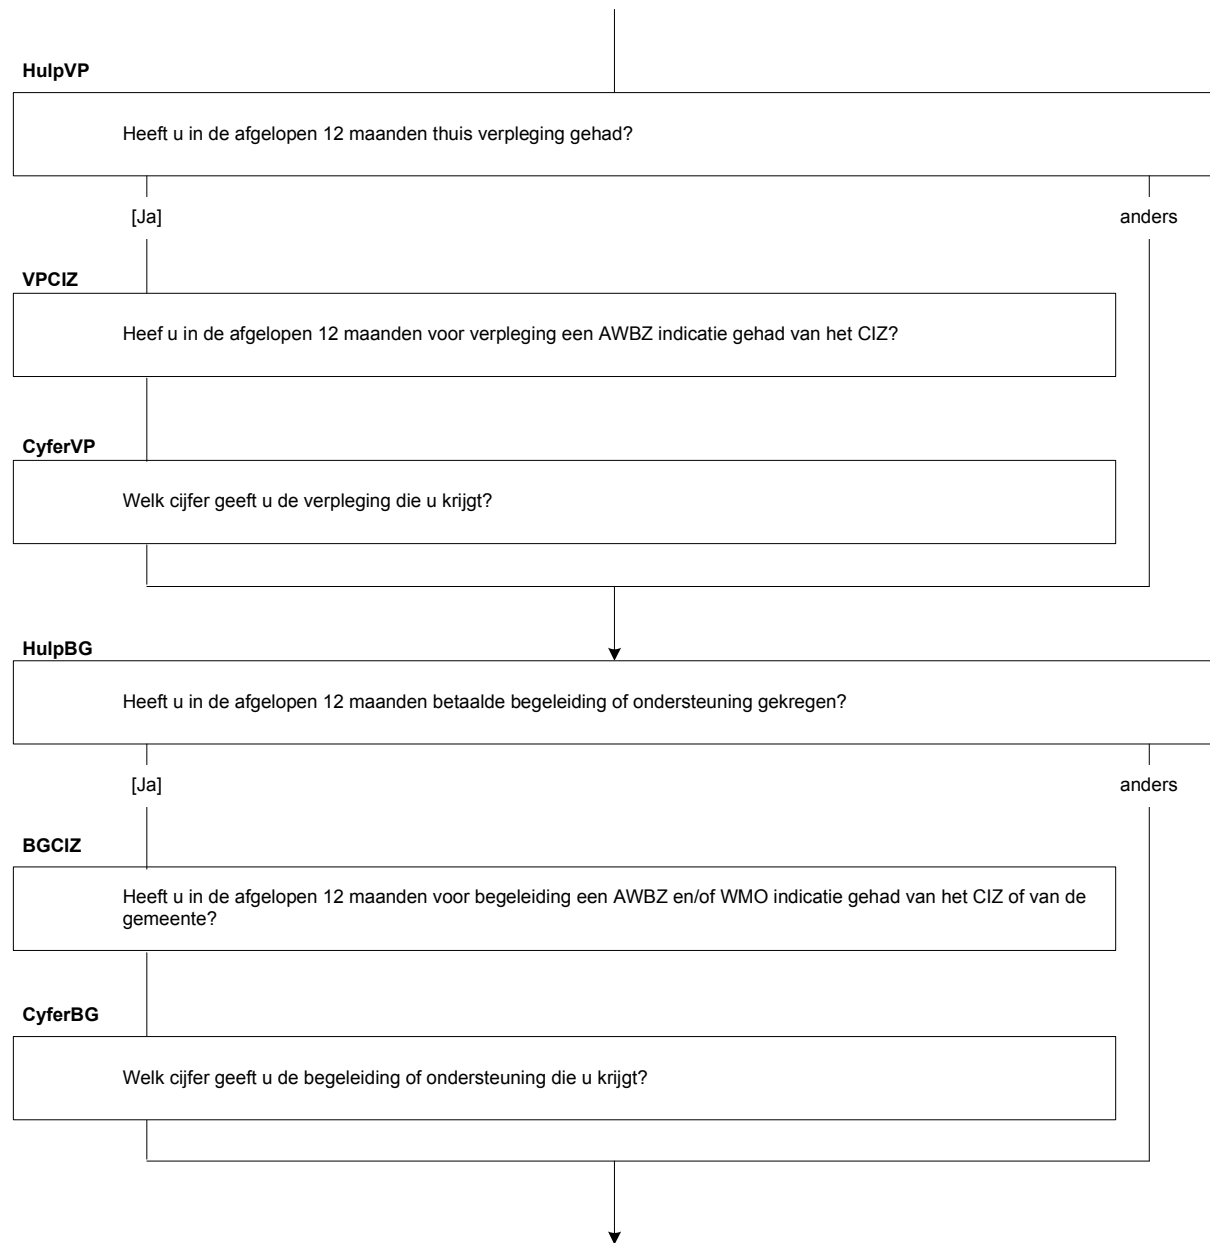 HulpVP
Heeft u in de afgelopen 12 maanden thuis verpleging gehad?
[Ja]
anders
VPCIZ
Heef u in de afgelopen 12 maanden voor verpleging een AWBZ indicatie gehad van het CIZ?
CyferVP
Welk cijfer geeft u de verpleging die u krijgt?
HulpBG
Heeft u in de afgelopen 12 maanden betaalde begeleiding of ondersteuning gekregen?
[Ja]
anders
BGCIZ
Heeft u in de afgelopen 12 maanden voor begeleiding een AWBZ en/of WMO indicatie gehad van het CIZ of van de
gemeente?
CyferBG
Welk cijfer geeft u de begeleiding of ondersteuning die u krijgt?